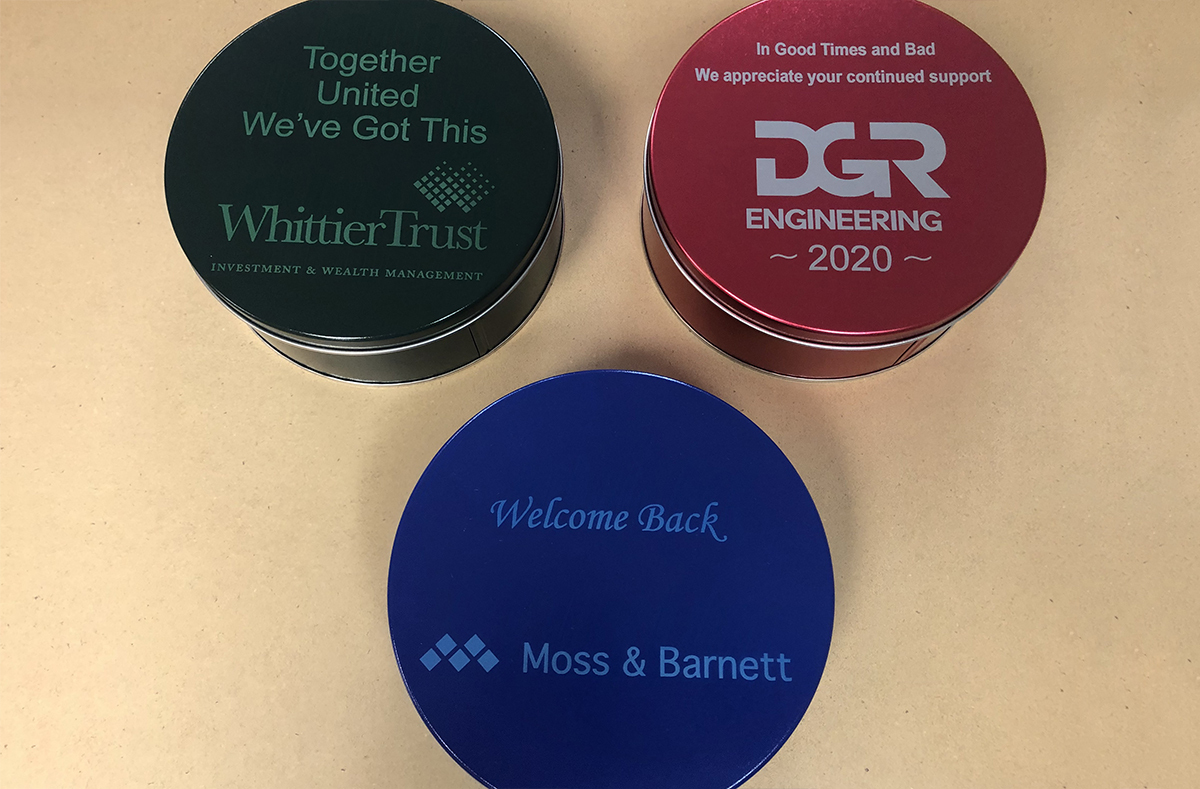 Together
United
We've Got This
WhittierTrust
INVESTMENT & WEALTH MANAGEMENT
In Good Times and Bad
We appreciate your continued support
DGR
ENGINEERING
~ 2020 ~
Welcome Back
Moss & Barnett